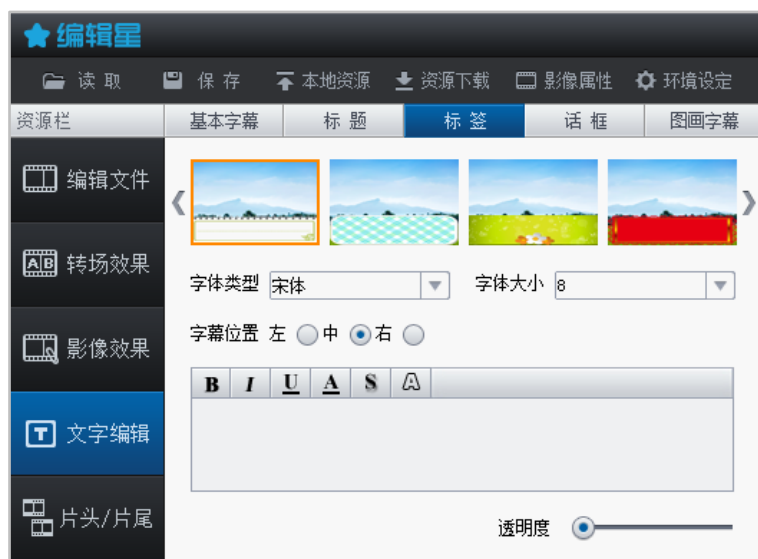 编辑星
读取 保存 本地资源 资源下载 影像属性 环境设定
资源栏 基本字幕 标题 标签 话框 图画字幕
编辑文件
AB 转场效果
字体类型 宋体 字体大小 8
字幕位置 左 中 右
影像效果
B I U A S A
T 文字编辑
片头/片尾
透明度